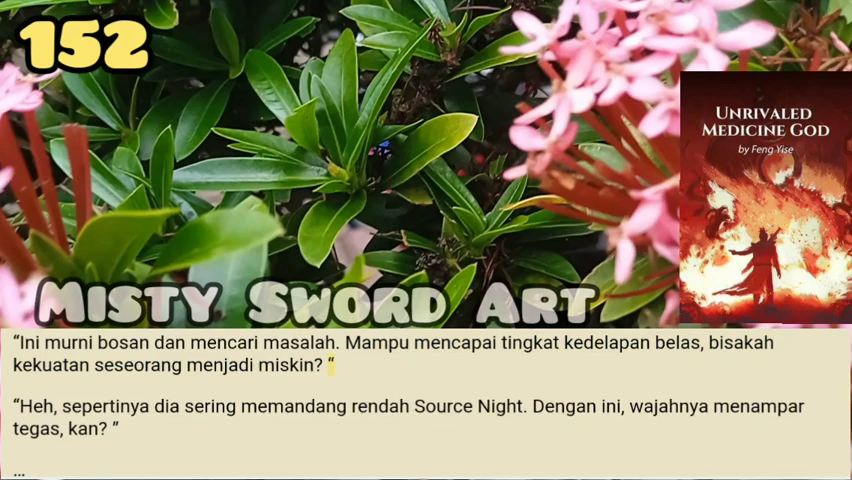 152
UNRIVALED
MEDICINE GOD
by Feng Yise
MISTY SWORD ART
“Ini murni bosan dan mencari masalah. Mampu mencapai tingkat kedelapan belas, bisakah
kekuatan seseorang menjadi miskin? “
“Heh, sepertinya dia sering memandang rendah Source Night. Dengan ini, wajahnya menampar
tegas, kan? ”
...